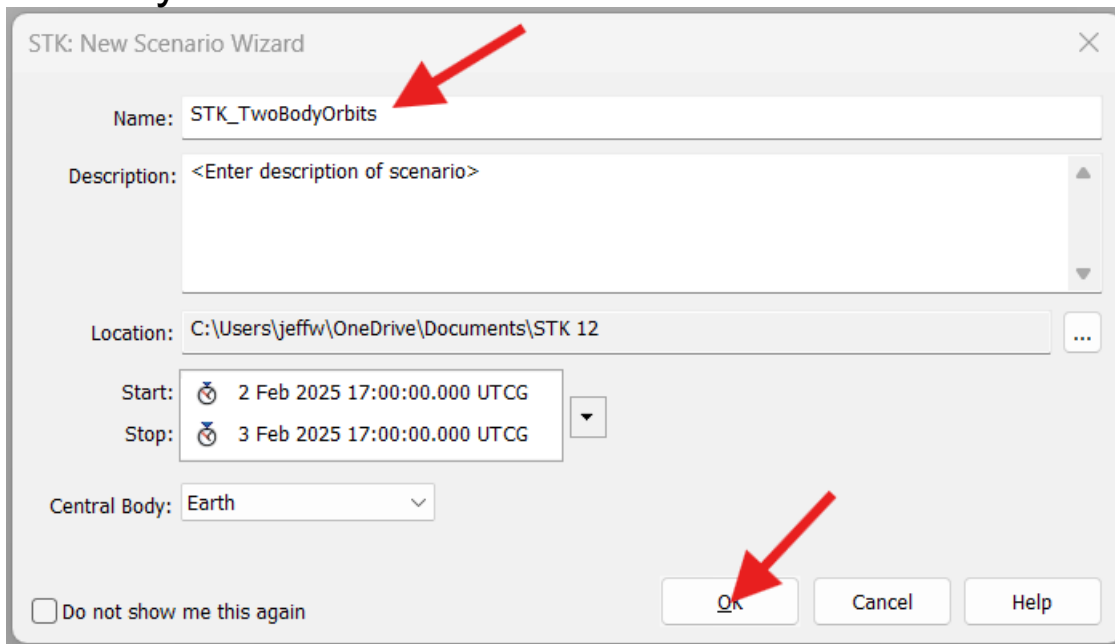 STK: New Scenario Wizard
Name: STK_TwoBodyOrbits
Description: <Enter description of scenario>
Location: C:\Users\jeffw\OneDrive\Documents\STK 12
...
Start: 2 Feb 2025 17:00:00.000 UTCG
Stop: 3 Feb 2025 17:00:00.000 UTCG
Central Body: Earth
Do not show me this again
OK Cancel Help